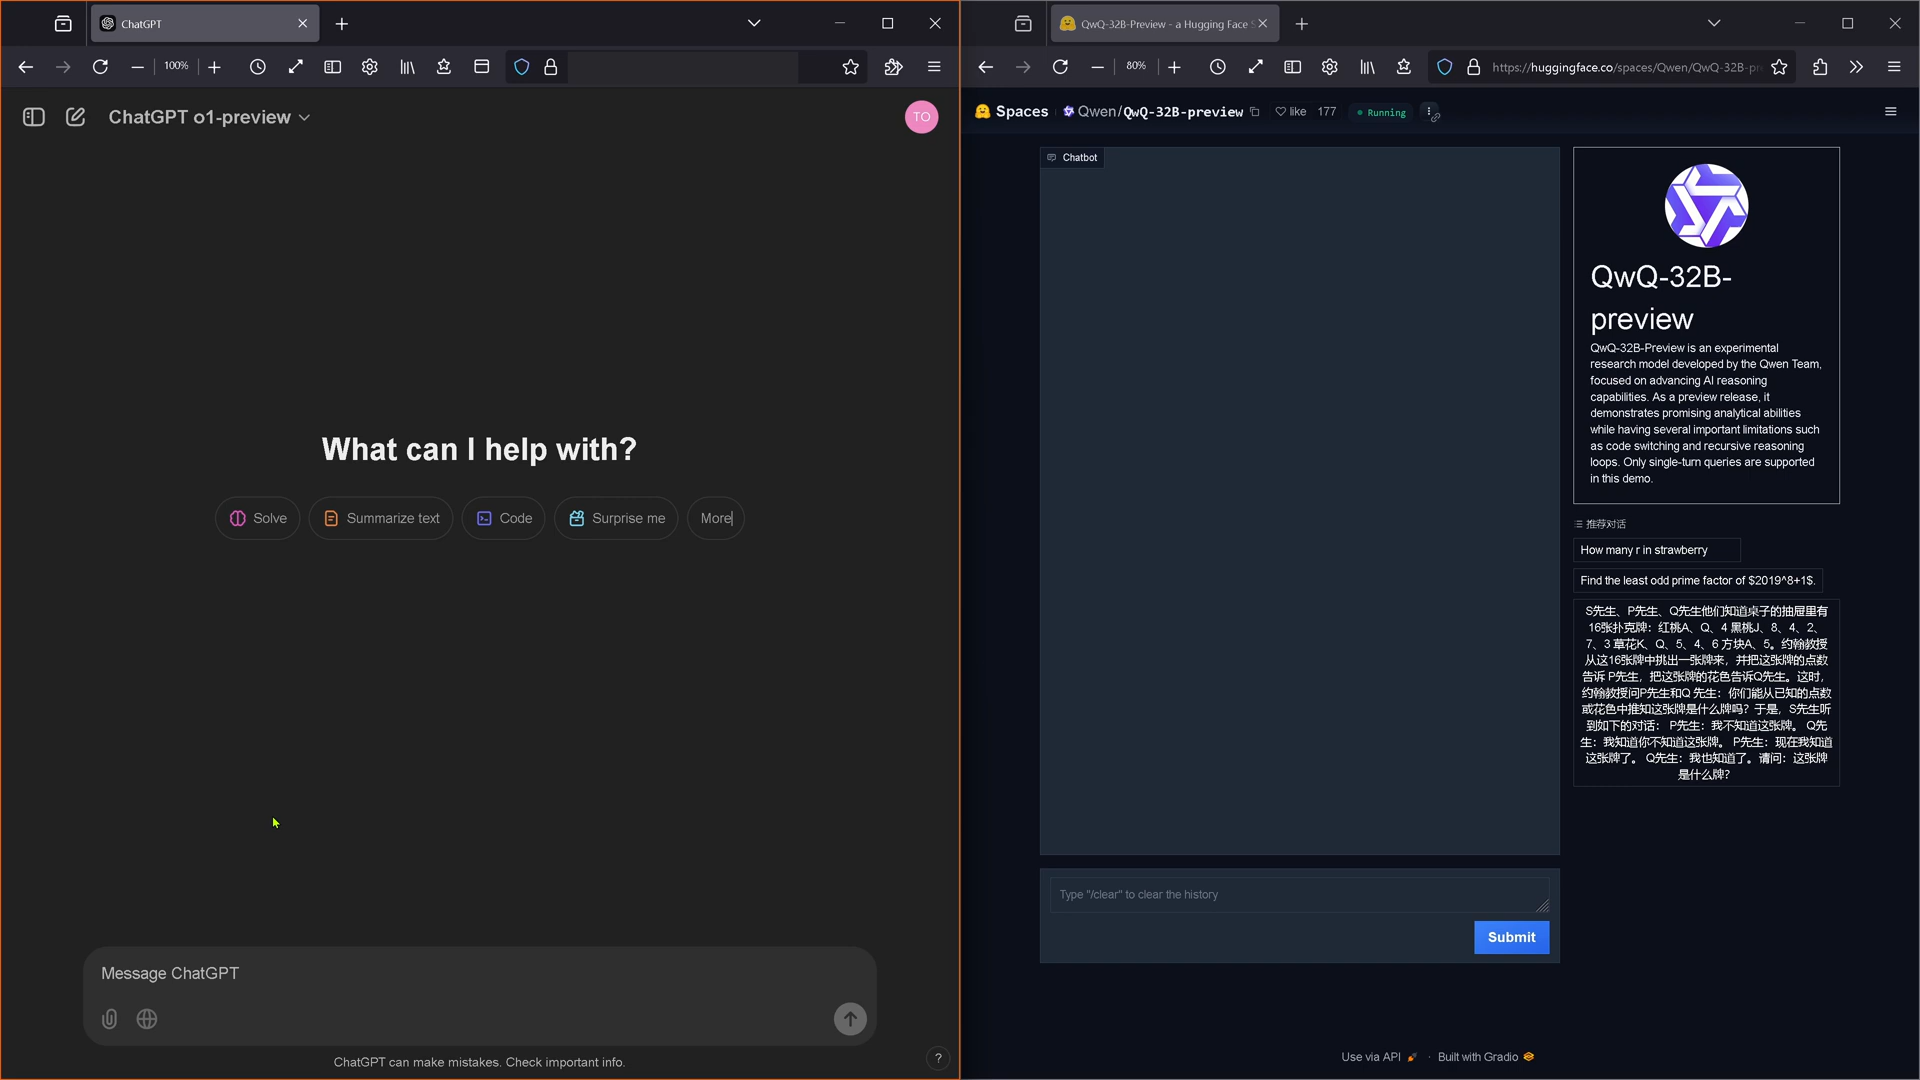 ChatGPT
100%
ChatGPT o1-preview
TO
What can I help with?
Solve
Summarize text
Code
Surprise me
More
Message ChatGPT
ChatGPT can make mistakes. Check important info.
?
QwQ-32B-Preview - a Hugging Face
80%
https://huggingface.co/spaces/Qwen/QwQ-32B-pr
Spaces
Qwen/QwQ-32B-preview
like 177
Running
Chatbot
Type "/clear" to clear the history
Submit
QwQ-32B-
preview
QwQ-32B-Preview is an experimental
research model developed by the Qwen Team,
focused on advancing AI reasoning
capabilities. As a preview release, it
demonstrates promising analytical abilities
while having several important limitations such
as code switching and recursive reasoning
loops. Only single-turn queries are supported
in this demo.
推荐对话
How many r in strawberry
Find the least odd prime factor of $2019^8+1$.
S先生、P先生、Q先生他们知道桌子的抽屉里有
16张扑克牌：红桃A、Q、4 黑桃J、8、4、2、
7、3 草花K、Q、5、4、6 方块A、5。约翰教授
从这16张牌中挑出一张牌来，并把这张牌的点数
告诉 P先生，把这张牌的花色告诉Q先生。这时，
约翰教授问P先生和Q 先生：你们能从已知的点数
或花色中推知这张牌是什么牌吗？于是，S先生听
到如下的对话： P先生：我不知道这张牌。 Q先
生：我知道你不知道这张牌。 P先生：现在我知道
这张牌了。 Q先生：我也知道了。请问：这张牌
是什么牌？
Use via API
·
Built with Gradio